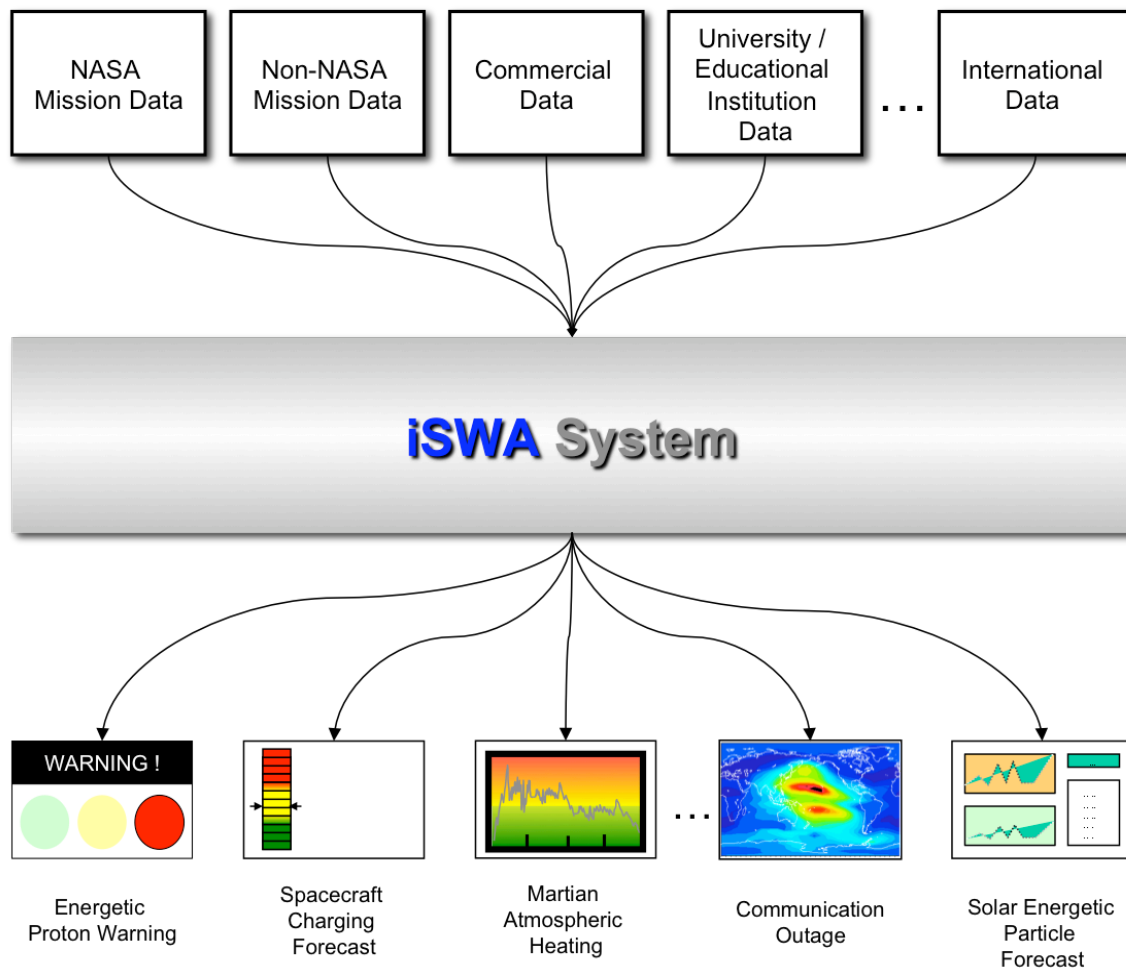 NASA
Mission Data
Non-NASA
Mission Data
Commercial
Data
University /
Educational
Institution
Data
...
International
Data
iSWA System
WARNING !
...
Energetic
Proton Warning
Spacecraft
Charging
Forecast
Martian
Atmospheric
Heating
Communication
Outage
Solar Energetic
Particle
Forecast